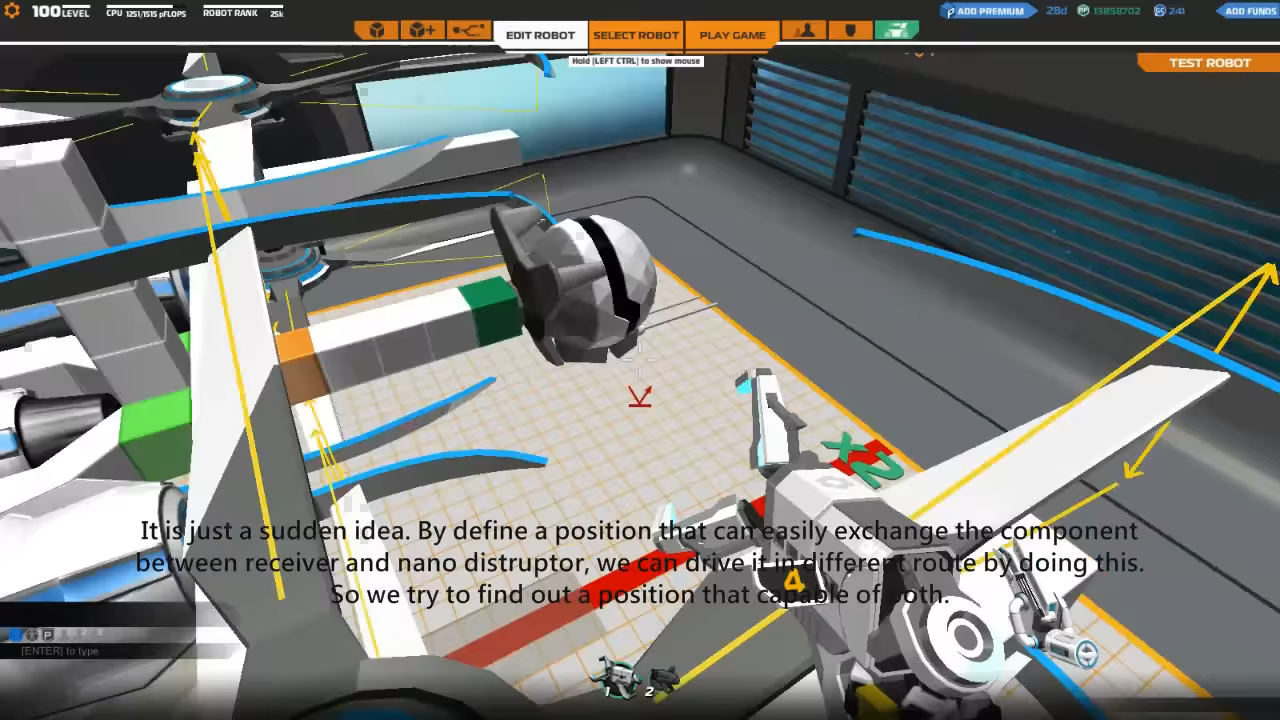 100 LEVEL
CPU 1251/1515 pFLOPS
ROBOT RANK 25k
ADD PREMIUM
28d
13858702
241
ADD FUNDS
EDIT ROBOT
SELECT ROBOT
PLAY GAME
Hold [LEFT CTRL] to show mouse
TEST ROBOT
x2
It is just a sudden idea. By define a position that can easily exchange the component
between receiver and nano distruptor, we can drive it in different route by doing this.
So we try to find out a position that capable of both.
4
P
[ENTER] to type
1
2